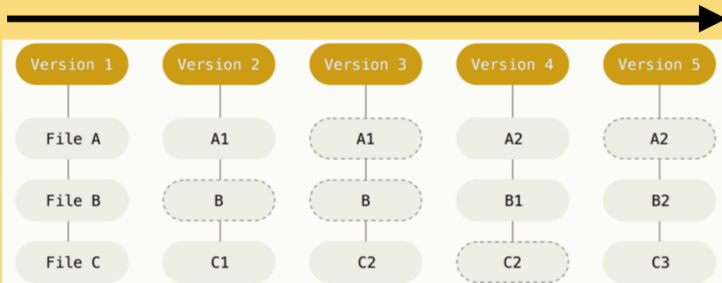 Version 1 Version 2 Version 3 Version 4 Version 5
File A A1 A1 A2 A2
File B B B B1 B2
File C C1 C2 C2 C3